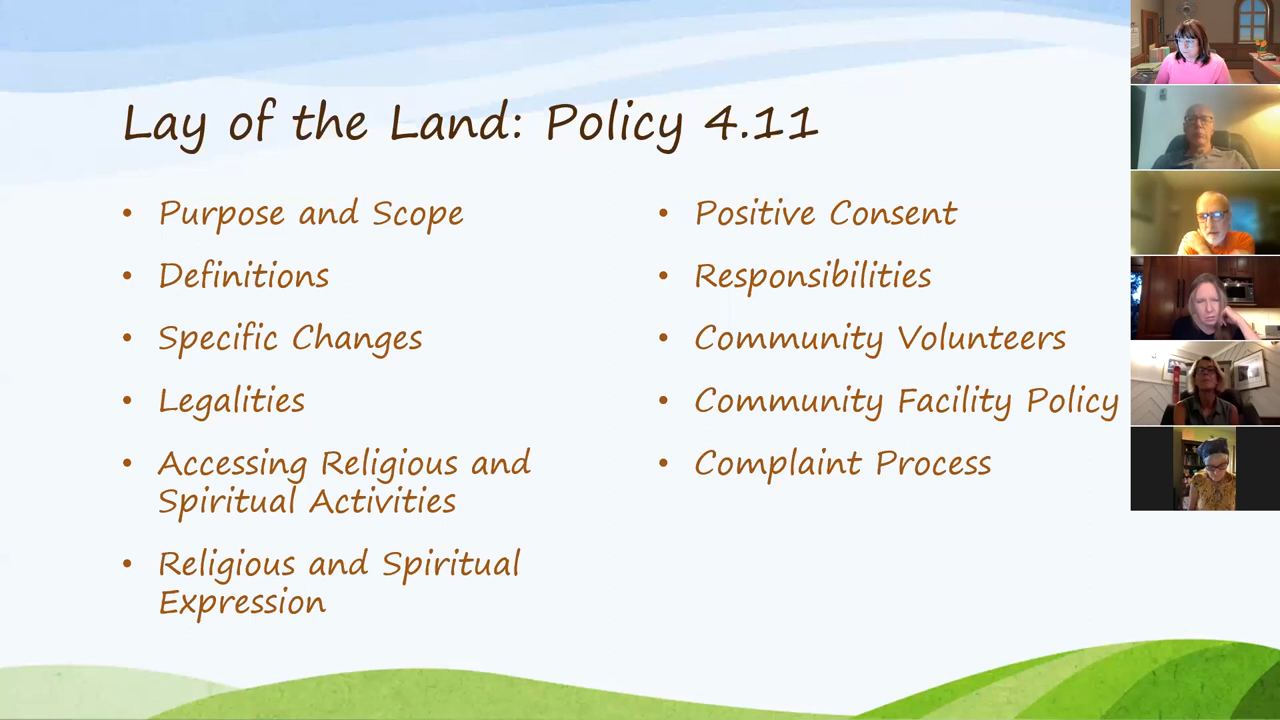 Lay of the Land: Policy 4.11
• Purpose and Scope
• Definitions
• Specific Changes
• Legalities
• Accessing Religious and
Spiritual Activities
• Religious and Spiritual
Expression
• Positive Consent
• Responsibilities
• Community Volunteers
• Community Facility Policy
• Complaint Process